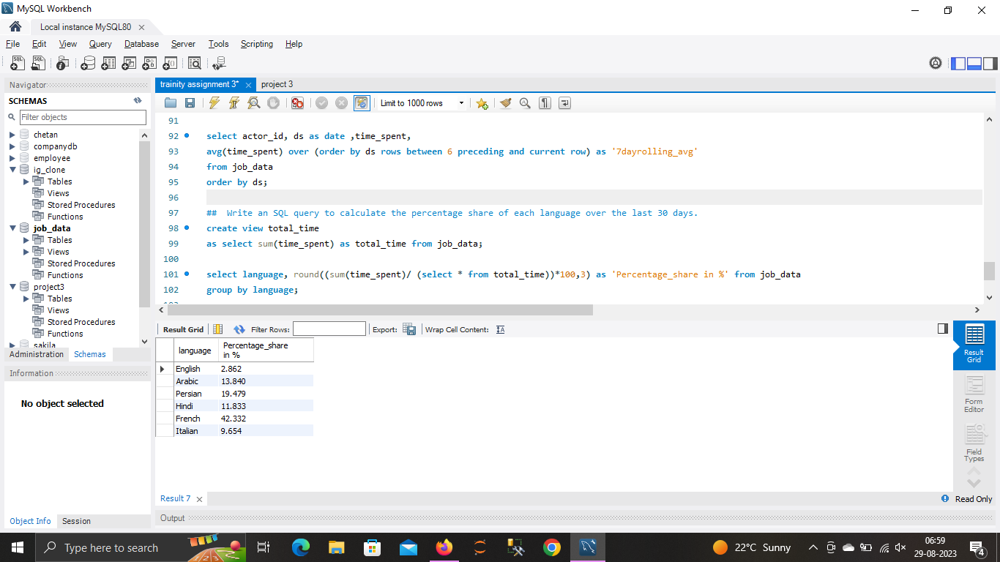 MySQL Workbench
Local instance MySQL80
File Edit View Query Database Server Tools Scripting Help
Navigator
SCHEMAS
Filter objects
chetan
companydb
employee
ig_clone
Tables
Views
Stored Procedures
Functions
job_data
Tables
Views
Stored Procedures
Functions
project3
Tables
Views
Stored Procedures
Functions
sakila
Administration Schemas
Information
No object selected
Object Info Session
trainity assignment 3* project 3
Limit to 1000 rows
91
92 select actor_id, ds as date ,time_spent,
93 avg(time_spent) over (order by ds rows between 6 preceding and current row) as '7dayrolling_avg'
94 from job_data
95 order by ds;
96
97 ## Write an SQL query to calculate the percentage share of each language over the last 30 days.
98 create view total_time
99 as select sum(time_spent) as total_time from job_data;
100
101 select language, round((sum(time_spent)/ (select * from total_time))*100,3) as 'Percentage_share in %' from job_data
102 group by language;
Result Grid Filter Rows: Export: Wrap Cell Content:
language Percentage_share
in %
English 2.862
Arabic 13.840
Persian 19.479
Hindi 11.833
French 42.332
Italian 9.654
Result
Grid
Form
Editor
Field
Types
Result 7
Read Only
Output
Type here to search
22°C Sunny
06:59
29-08-2023
4